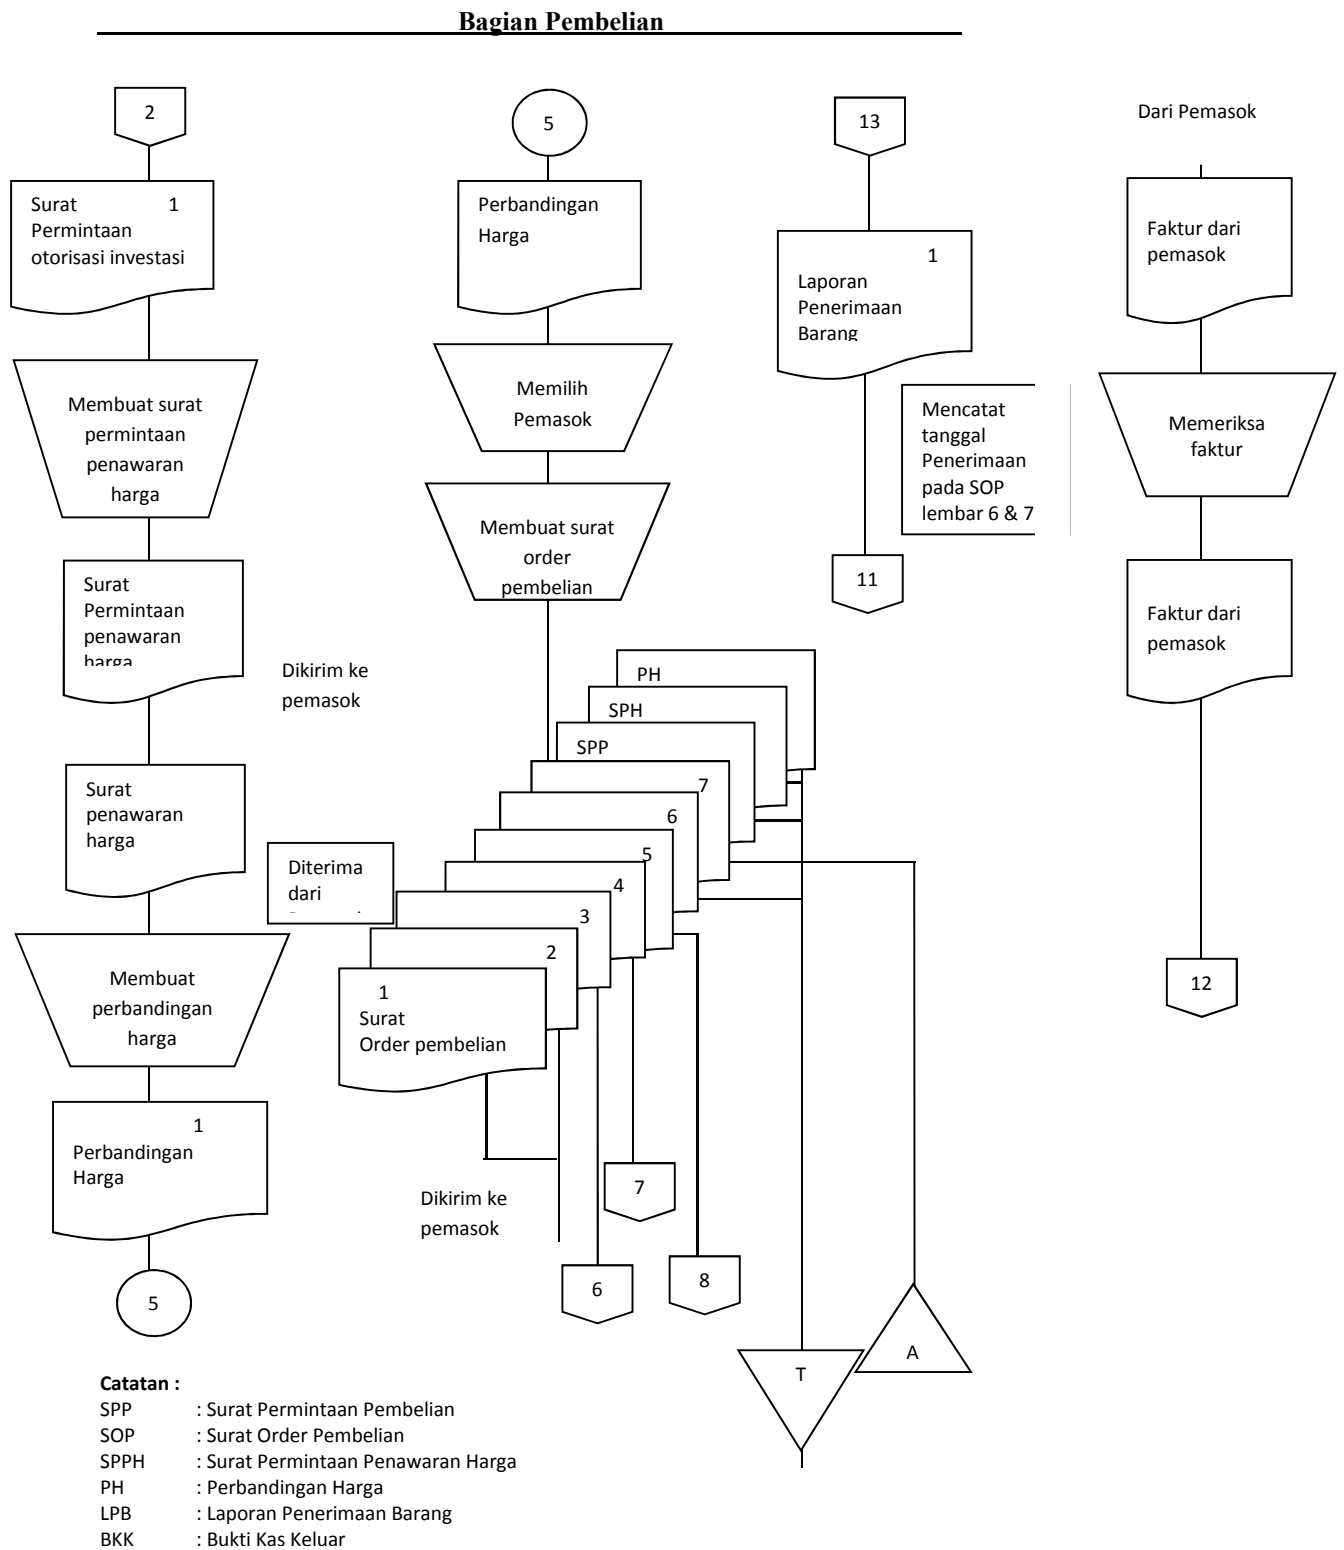 Bagian Pembelian
2
Surat 1
Permintaan
otorisasi investasi
Membuat surat
permintaan
penawaran
harga
Surat
Permintaan
penawaran
harga
Dikirim ke
pemasok
Surat
penawaran
harga
Diterima
dari
Membuat
perbandingan
harga
1
Perbandingan
Harga
5
5
Perbandingan
Harga
Memilih
Pemasok
Membuat surat
order
pembelian
PH
SPH
SPP
7
6
5
4
3
2
1
Surat
Order pembelian
Dikirim ke
pemasok
7
6
8
T
A
13
1
Laporan
Penerimaan
Barang
Mencatat
tanggal
Penerimaan
pada SOP
lembar 6 & 7
11
Dari Pemasok
Faktur dari
pemasok
Memeriksa
faktur
Faktur dari
pemasok
12
Catatan :
SPP : Surat Permintaan Pembelian
SOP : Surat Order Pembelian
SPPH : Surat Permintaan Penawaran Harga
PH : Perbandingan Harga
LPB : Laporan Penerimaan Barang
BKK : Bukti Kas Keluar